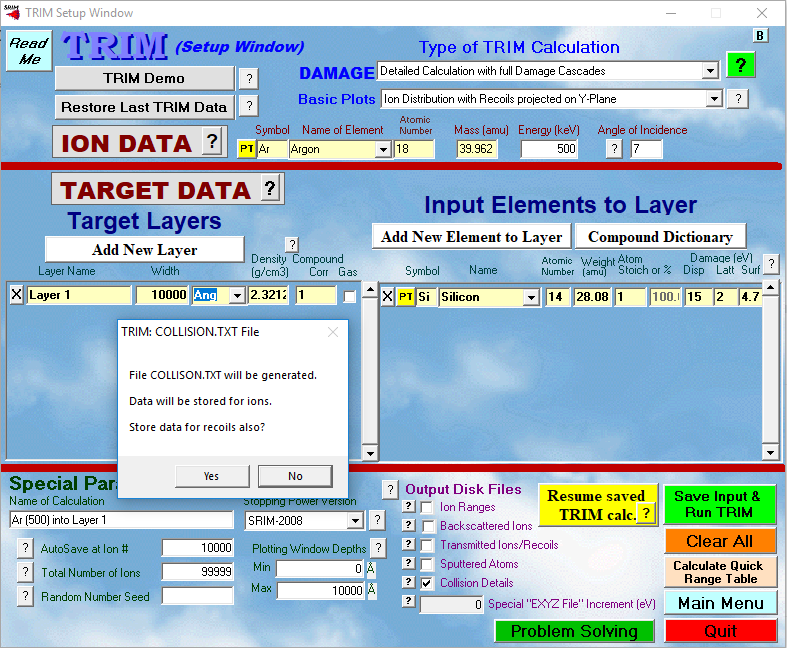 SRIM
TRIM Setup Window
Read
Me
TRIM (Setup Window)
B
Type of TRIM Calculation
TRIM Demo
?
DAMAGE
Detailed Calculation with full Damage Cascades
?
Restore Last TRIM Data
?
Basic Plots
Ion Distribution with Recoils projected on Y-Plane
?
ION DATA
?
Symbol
Name of Element
Atomic
Number
Mass (amu)
Energy (keV)
Angle of Incidence
PT
Ar
Argon
18
39.962
500
?
7
TARGET DATA
?
Target Layers
Input Elements to Layer
Add New Layer
?
Add New Element to Layer
Compound Dictionary
Layer Name
Width
Density
(g/cm3)
Compound
Corr
Gas
Symbol
Name
Atomic
Number
Weight
(amu)
Atom
Stoich or %
Damage (eV)
Disp
Latt
Surf
?
X
Layer 1
10000
Ang
2.3212
1
X
PT
Si
Silicon
14
28.08
1
100.
15
2
4.7
TRIM: COLLISION.TXT File
File COLLISON.TXT will be generated.
Data will be stored for ions.
Store data for recoils also?
Yes
No
Special Para
Name of Calculation
Stopping Power Version
?
Output Disk Files
Ar (500) into Layer 1
SRIM-2008
?
?
Ion Ranges
?
Backscattered Ions
?
Transmitted Ions/Recoils
?
Sputtered Atoms
?
Collision Details
?
0
Special "EXYZ File" Increment (eV)
?
AutoSave at Ion #
10000
?
Total Number of Ions
99999
?
Random Number Seed
Plotting Window Depths
?
Min
0
Å
Max
10000
Å
Resume saved
TRIM calc.
?
Save Input &
Run TRIM
Clear All
Calculate Quick
Range Table
Main Menu
Problem Solving
Quit